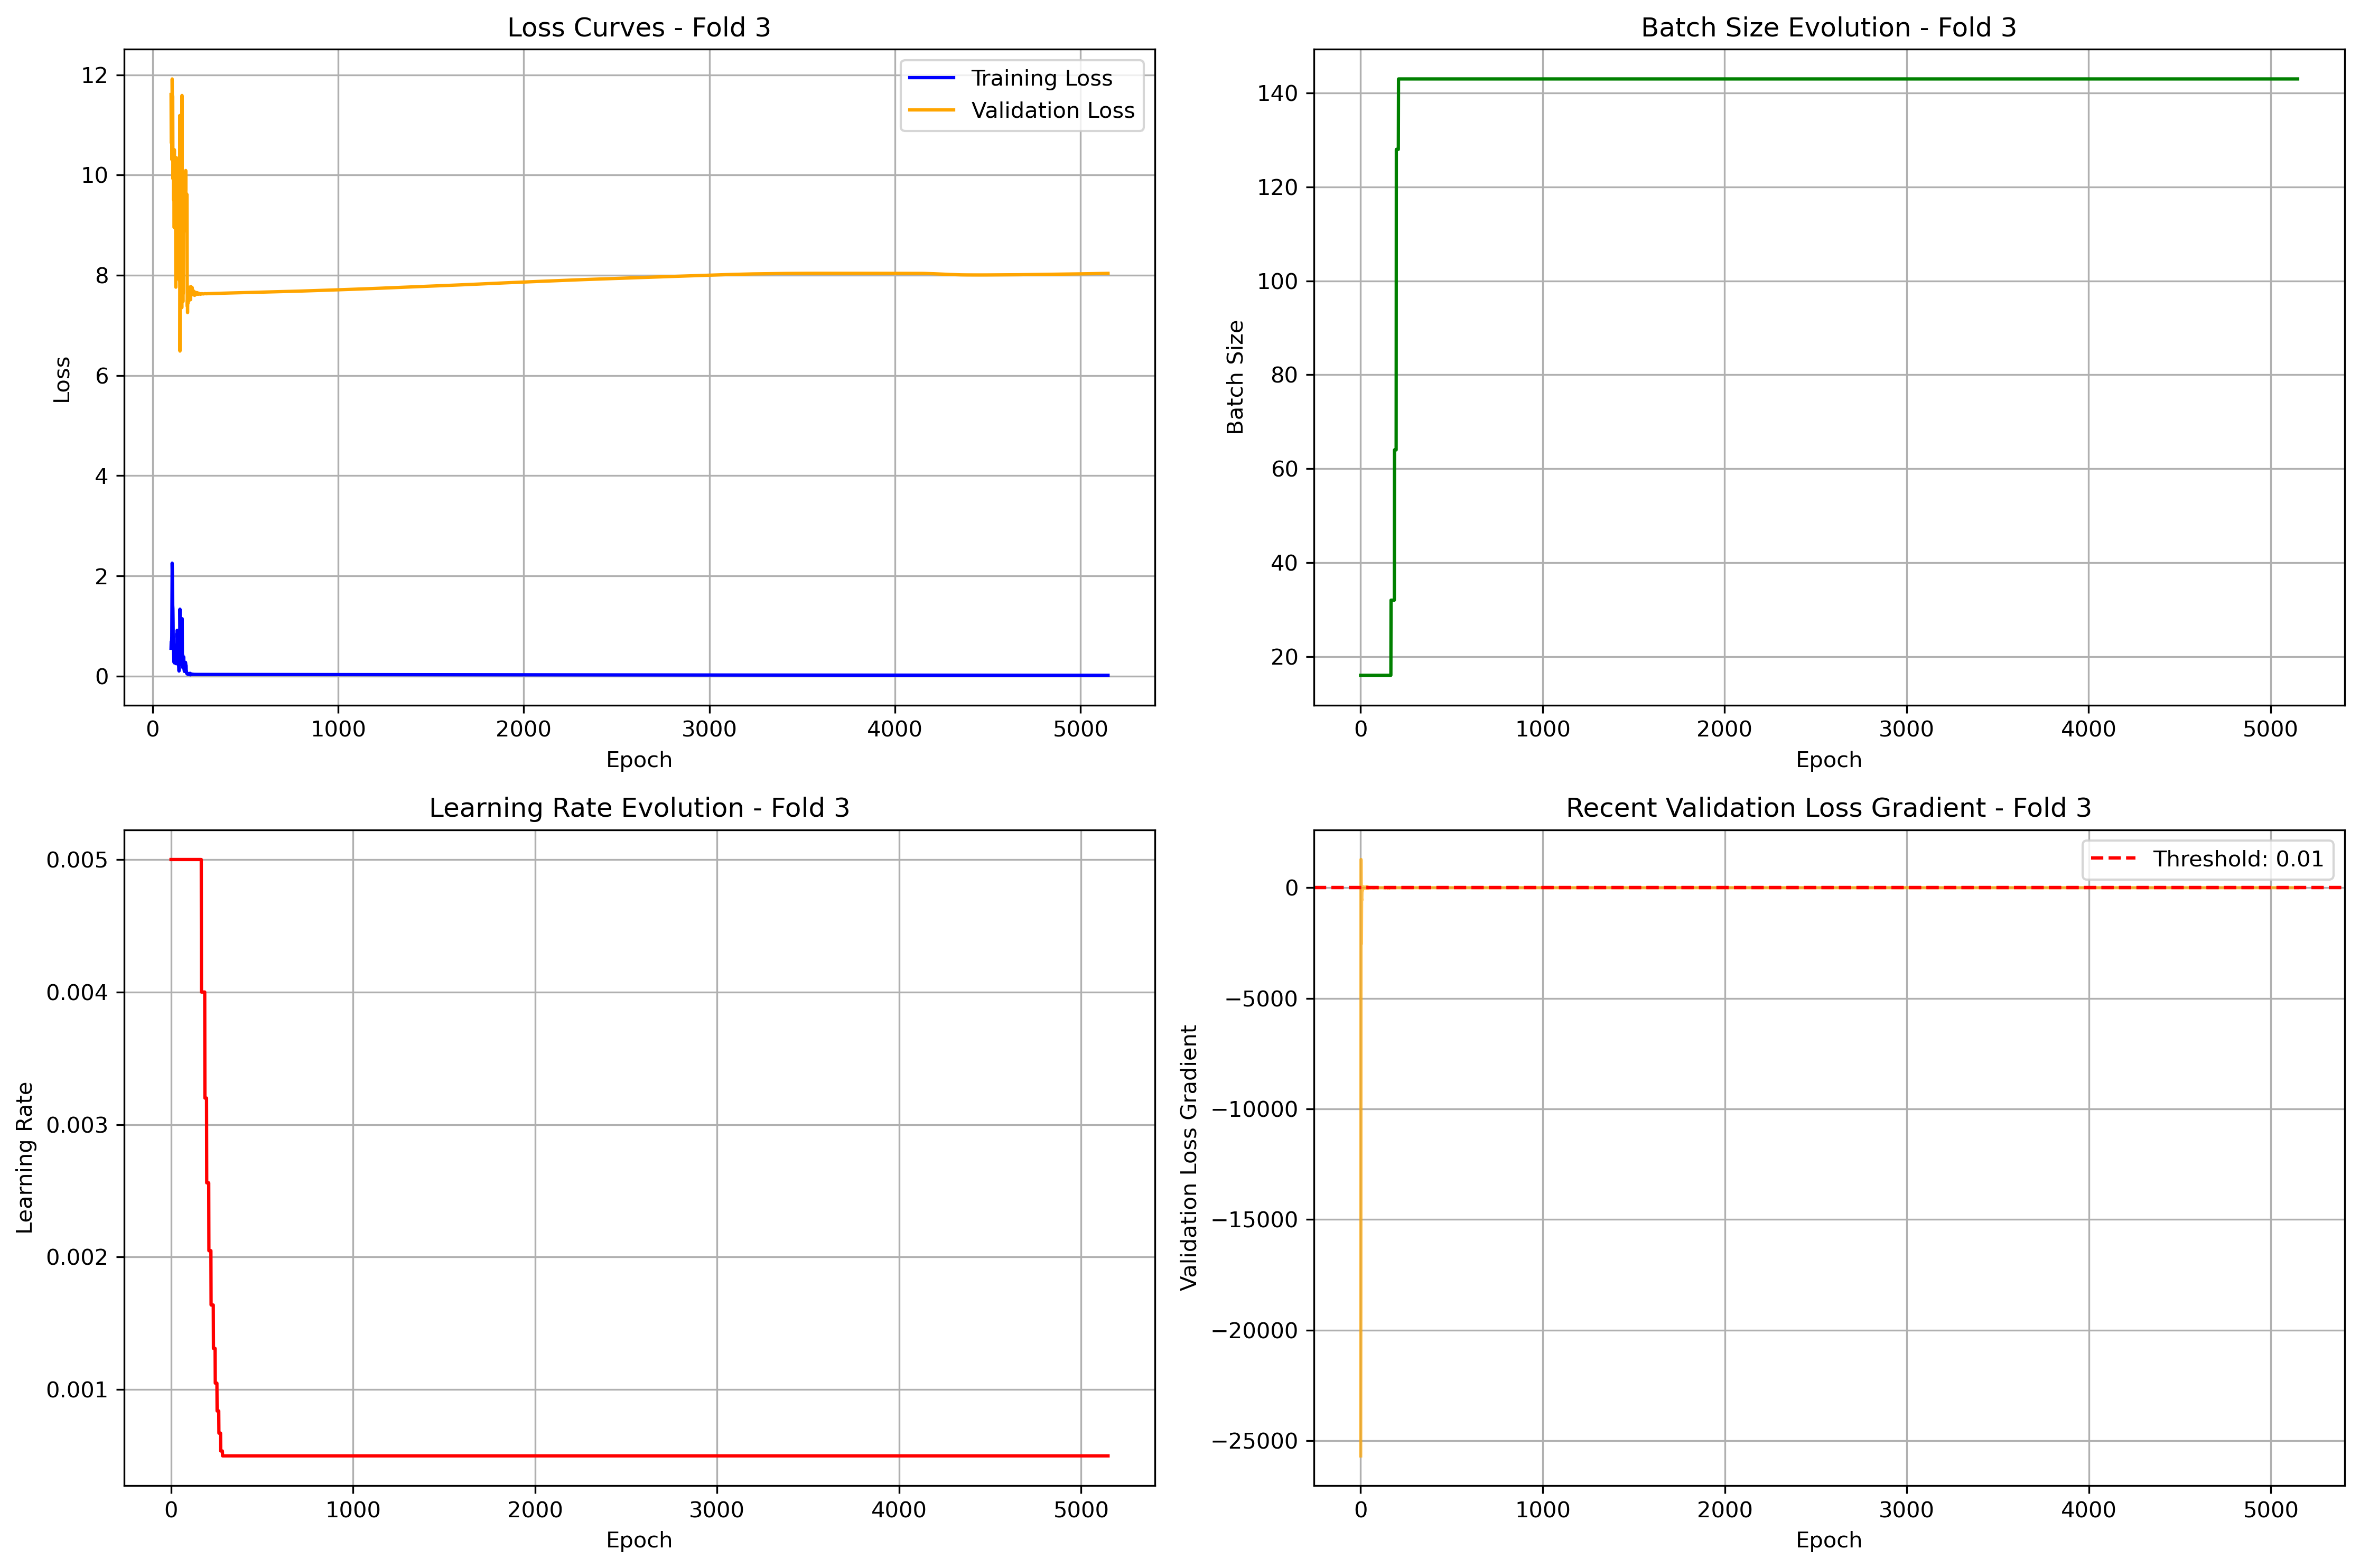 Loss Curves - Fold 3
12
10
8
6
4
2
0
Loss
Training Loss
Validation Loss
0 1000 2000 3000 4000 5000
Epoch
Batch Size Evolution - Fold 3
140
120
100
80
60
40
20
Batch Size
0 1000 2000 3000 4000 5000
Epoch
Learning Rate Evolution - Fold 3
0.005
0.004
0.003
0.002
0.001
Learning Rate
0 1000 2000 3000 4000 5000
Epoch
Recent Validation Loss Gradient - Fold 3
Threshold: 0.01
0
−5000
−10000
−15000
−20000
−25000
Validation Loss Gradient
0 1000 2000 3000 4000 5000
Epoch